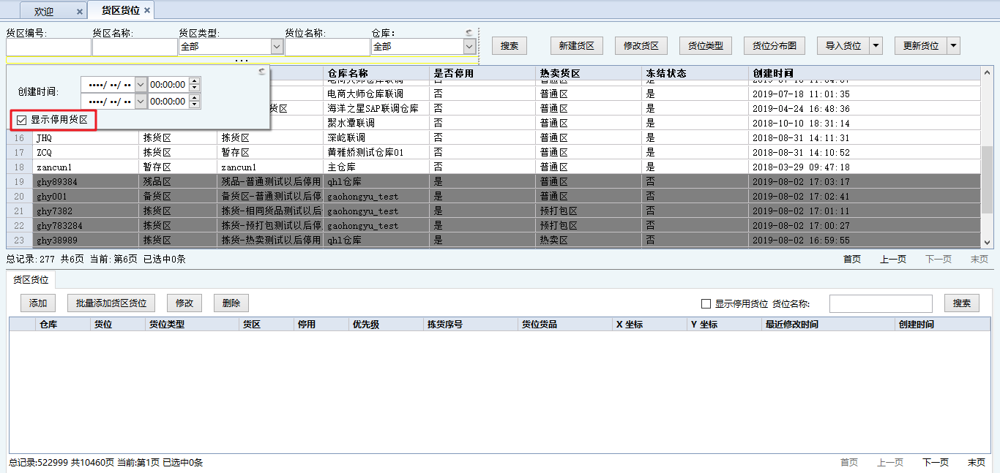 欢迎 货区货位
货区编号: 货区名称: 货区类型: 货位名称: 仓库:
全部 全部 搜索 新建货区 修改货区 货位类型 货位分布图 导入货位 更新货位
仓库名称 是否停用 热卖货区 冻结状态 创建时间
创建时间: ••••/ ••/ •• 00:00:00
••••/ ••/ •• 00:00:00
显示停用货区
电商大师仓库联调 否 普通区 是
电商大师仓库联调 否 普通区 是 2019-07-18 11:01:35
货区 海洋之星SAP联调仓库 否 普通区 是 2019-04-24 16:48:36
聚水潭联调 否 普通区 是 2018-10-10 18:31:14
16 JHQ 拣货区 拣货区 深屹联调 否 普通区 是 2018-08-31 14:11:31
17 ZCQ 拣货区 暂存区 黄雅娇测试仓库01 否 普通区 是 2018-08-31 14:10:52
18 zancun1 暂存区 zancun1 主仓库 否 普通区 是 2018-03-29 09:47:18
19 ghy89384 残品区 残品-普通测试以后停用 qhl仓库 是 普通区 否 2019-08-02 17:03:17
20 ghy001 备货区 备货区-普通测试以后停 gaohongyu_test 是 普通区 否 2019-08-02 17:02:41
21 ghy7382 拣货区 拣货-相同货品测试以后 gaohongyu_test 是 预打包区 否 2019-08-02 17:01:11
22 ghy783284 拣货区 拣货-预打包测试以后停 gaohongyu_test 是 预打包区 否 2019-08-02 17:00:27
23 ghy38989 拣货区 拣货-热卖测试以后停用 qhl仓库 是 热卖区 否 2019-08-02 16:59:55
总记录:277 共6页 当前:第6页 已选中0条 首页 上一页 下一页 末页
货区货位
添加 批量添加货区货位 修改 删除 显示停用货位 货位名称: 搜索
仓库 货位 货位类型 货区 停用 优先级 拣货序号 货位货品 X 坐标 Y 坐标 最近修改时间 创建时间
总记录:522999 共10460页 当前:第1页 已选中0条 首页 上一页 下一页 末页